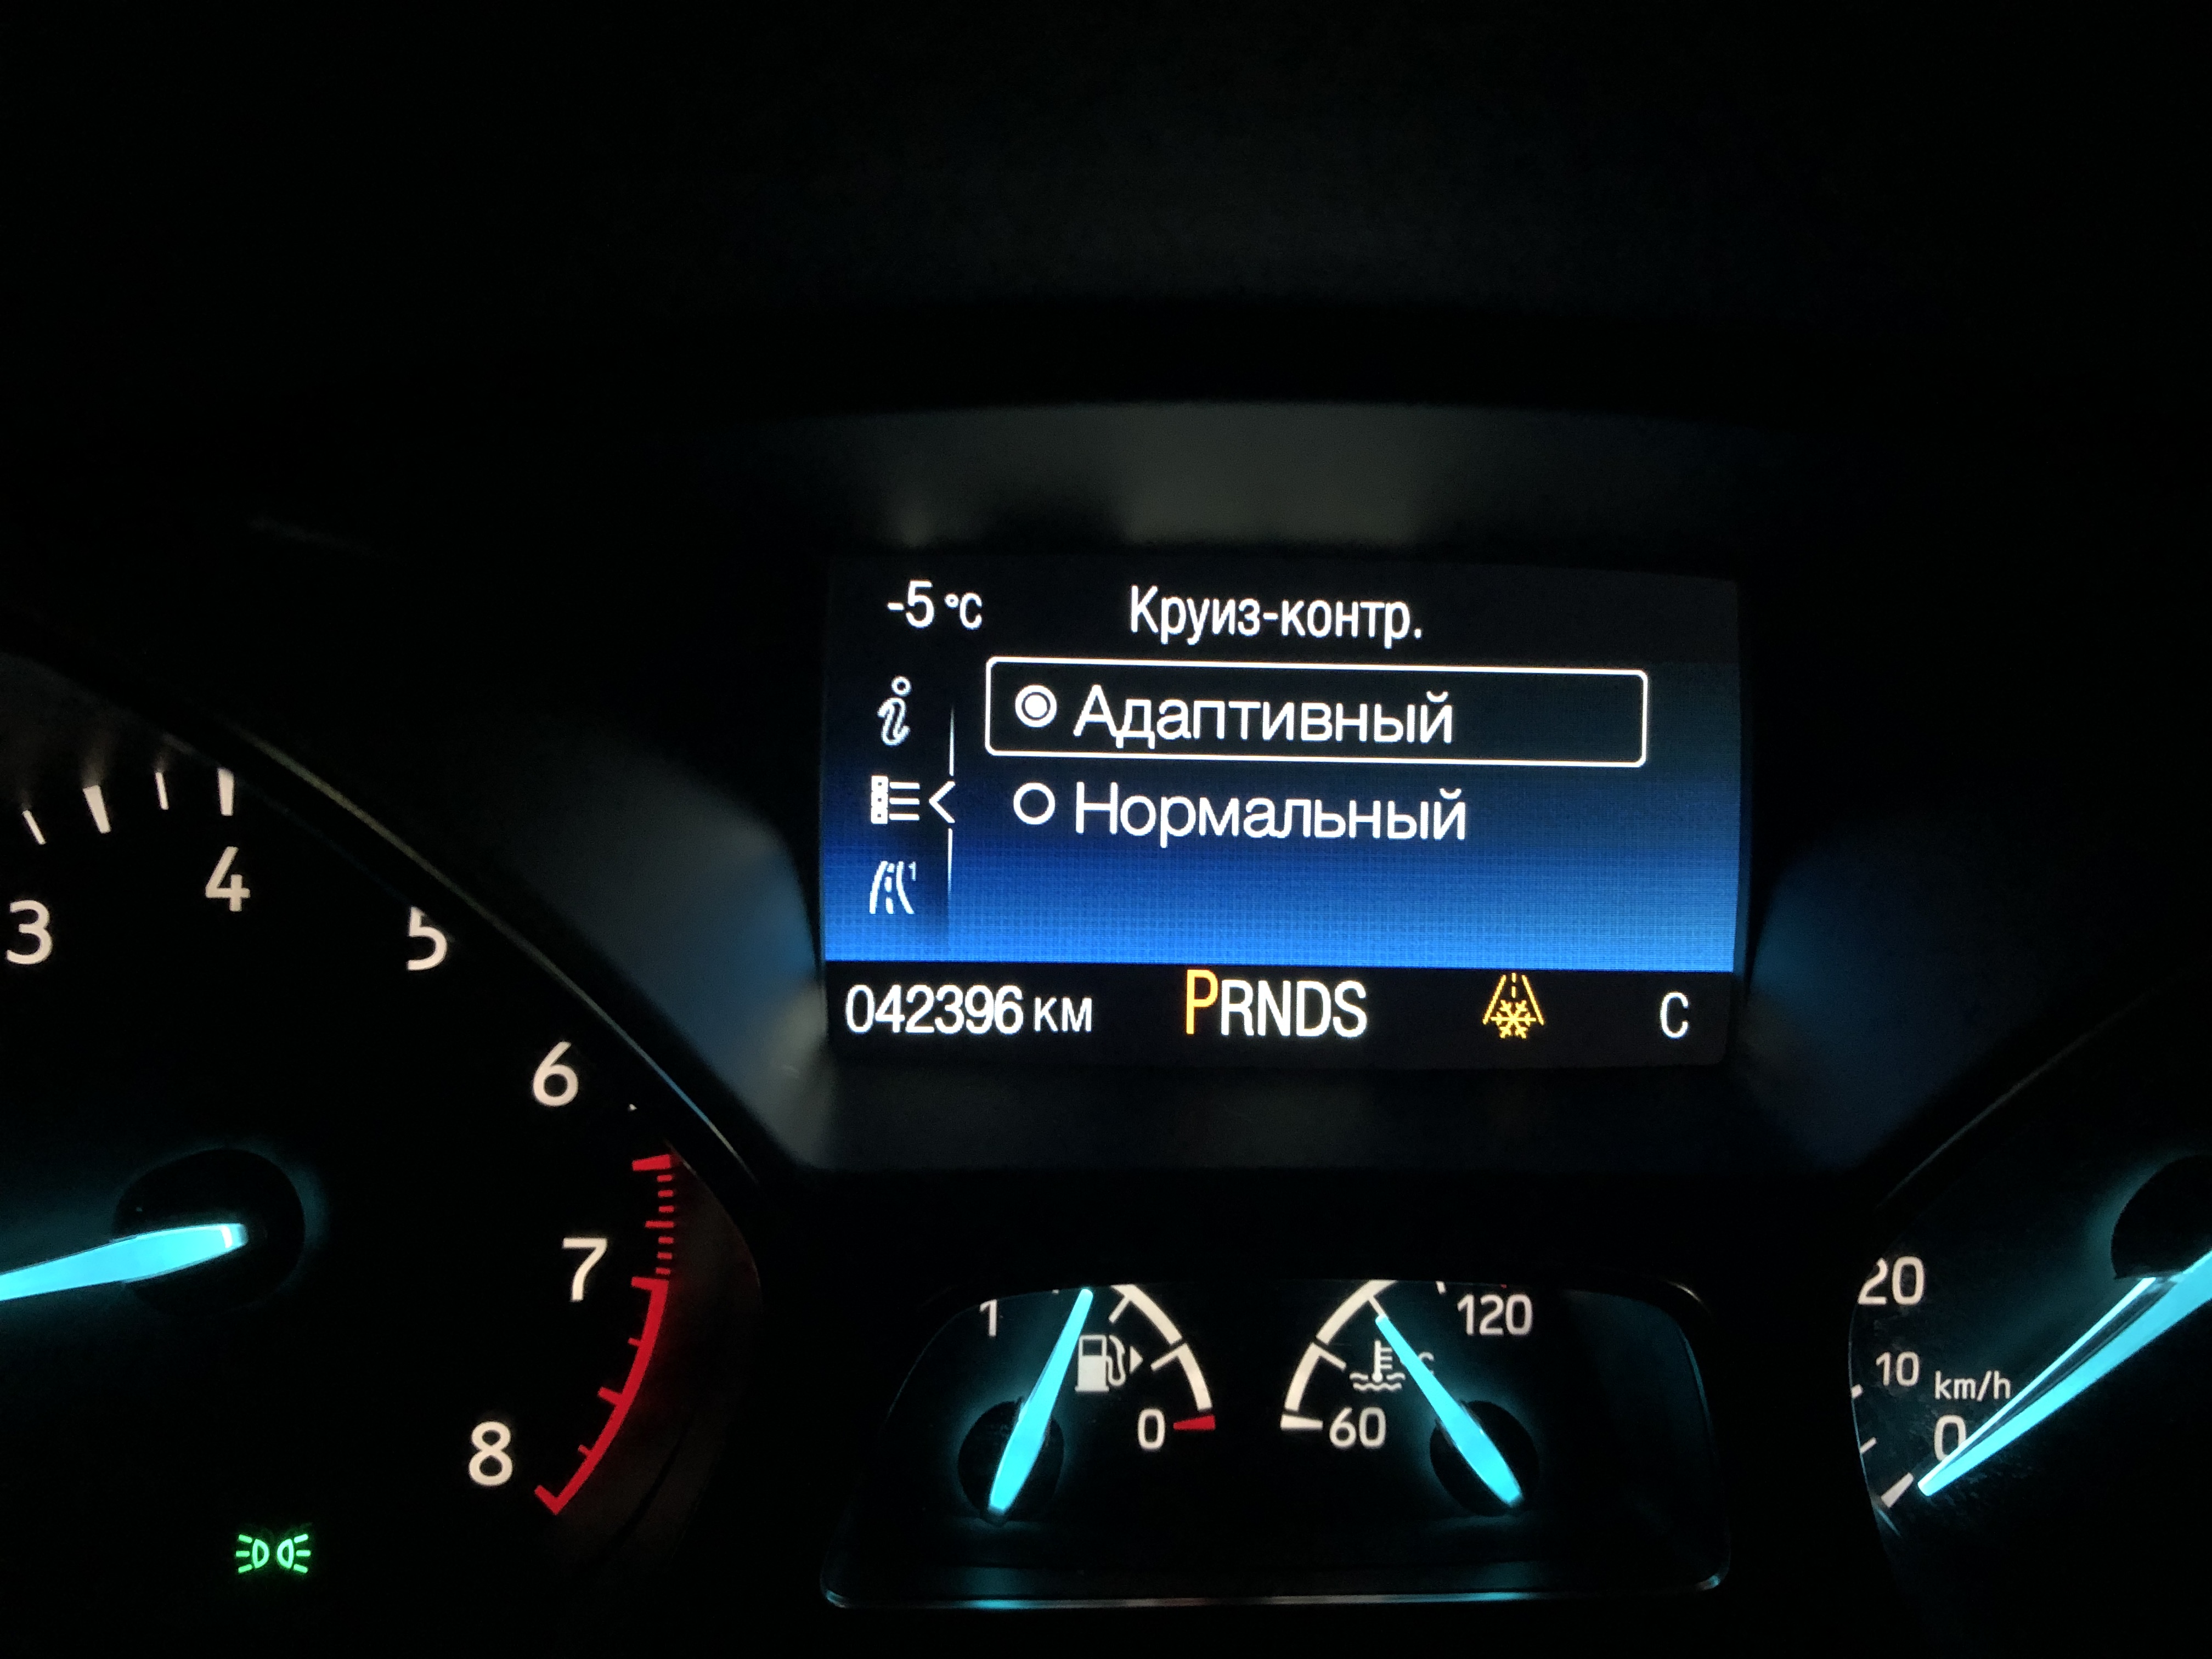 -5 °C Круиз-контр.
Адаптивный
Нормальный
1
042396 км PRNDS C
3 4 5 6 7 8
1 0
60 120 °C
20
10 km/h
0